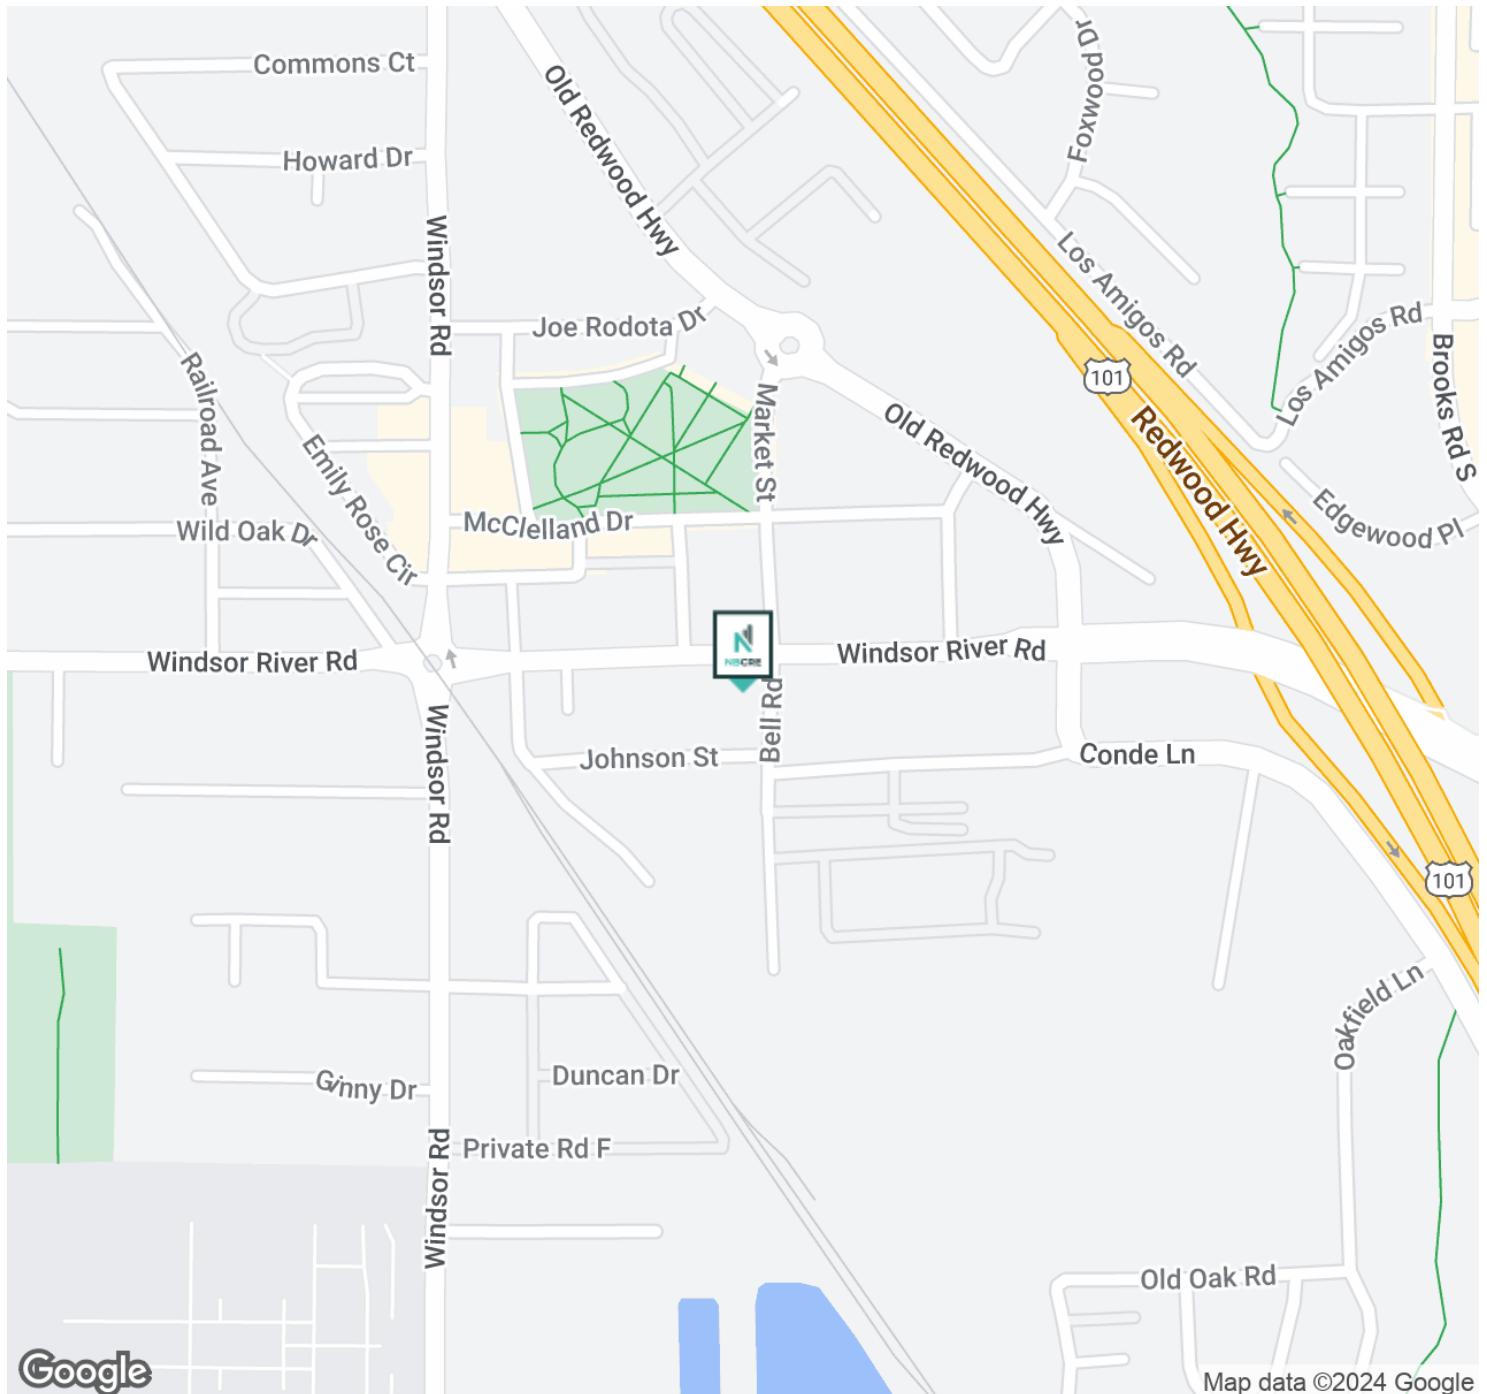 Commons Ct
Old Redwood Hwy
Foxwood Dr
Howard Dr
Windsor Rd
Los Amigos Rd
Joe Rodota Dr
Los Amigos Rd
Brooks Rd S
Railroad Ave
101
Market St
Old Redwood Hwy
Redwood Hwy
Emily Rose Cir
Wild Oak Dr
McClelland Dr
Edgewood Pl
NBCRE
Windsor River Rd
Windsor River Rd
Bell Rd
Windsor Rd
Johnson St
Conde Ln
101
Oakfield Ln
Ginny Dr
Duncan Dr
Private Rd F
Windsor Rd
Old Oak Rd
Google
Map data ©2024 Google